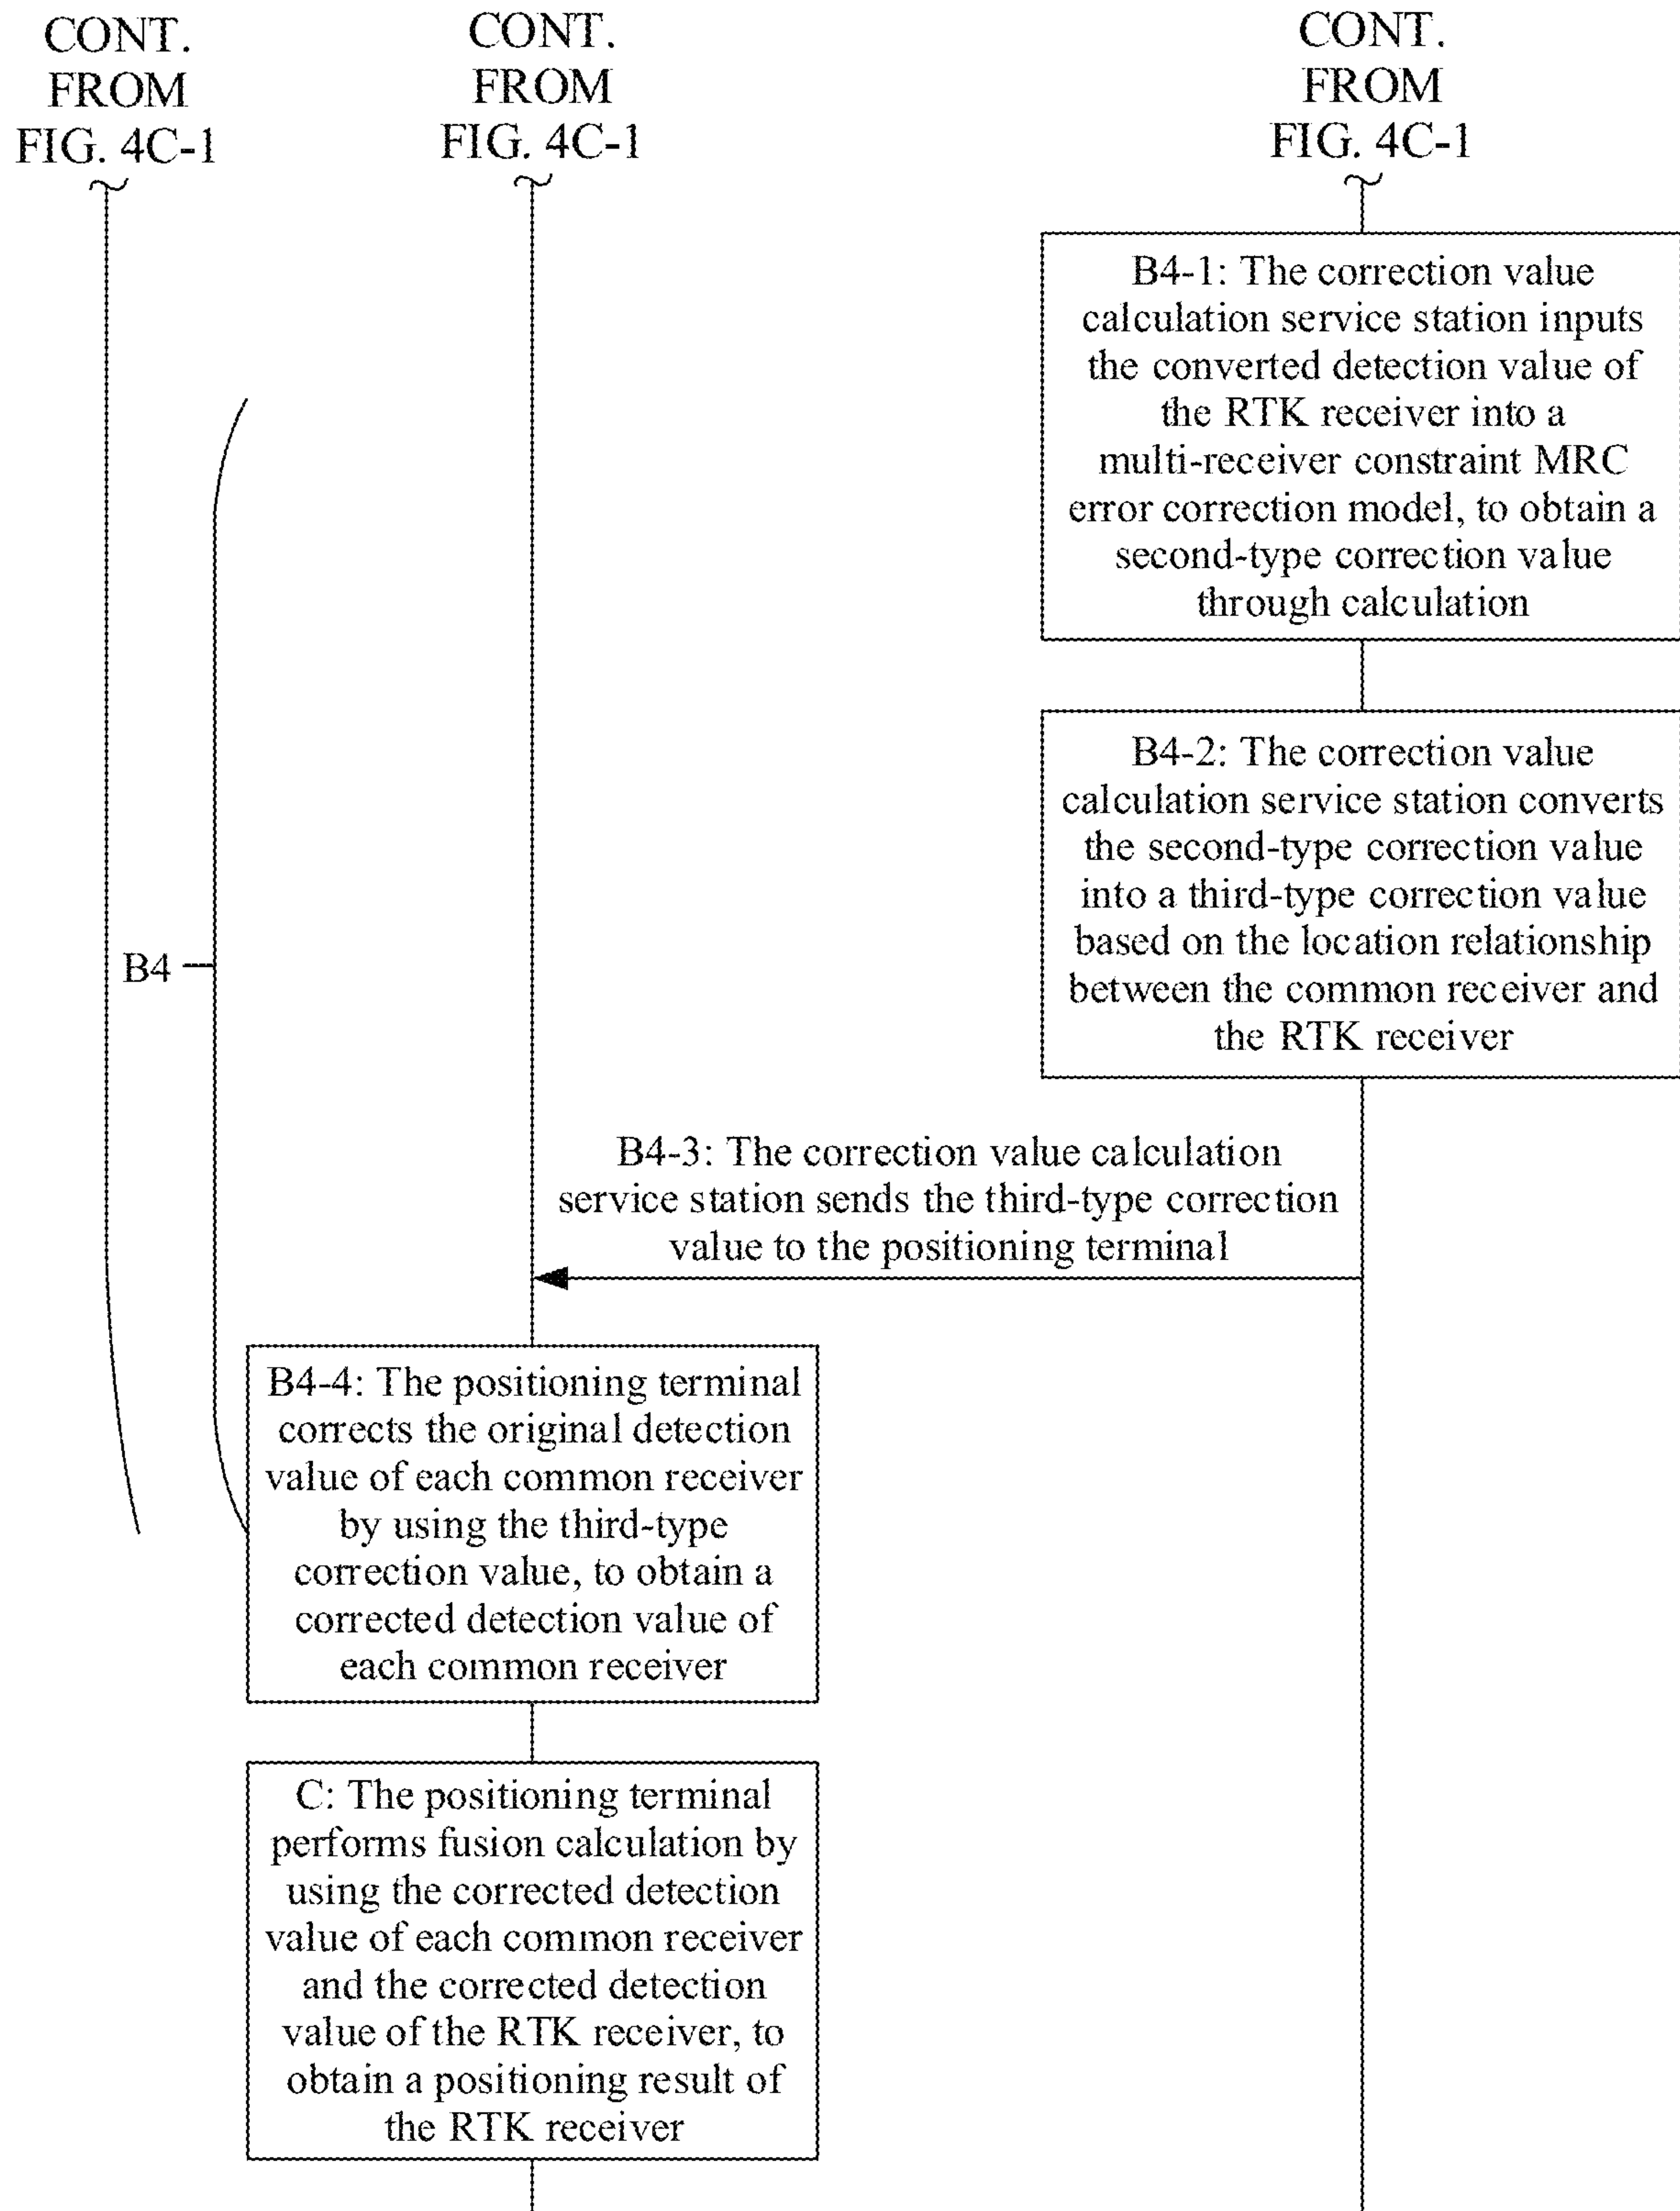 CONT.
FROM
FIG. 4C-1
CONT.
FROM
FIG. 4C-1
CONT.
FROM
FIG. 4C-1
B4-1: The correction value
calculation service station inputs
the converted detection value of
the RTK receiver into a
multi-receiver constraint MRC
error correction model, to obtain a
second-type correction value
through calculation
B4-2: The correction value
calculation service station converts
the second-type correction value
into a third-type correction value
based on the location relationship
between the common receiver and
the RTK receiver
B4
B4-3: The correction value calculation
service station sends the third-type correction
value to the positioning terminal
B4-4: The positioning terminal
corrects the original detection
value of each common receiver
by using the third-type
correction value, to obtain a
corrected detection value of
each common receiver
C: The positioning terminal
performs fusion calculation by
using the corrected detection
value of each common receiver
and the corrected detection
value of the RTK receiver, to
obtain a positioning result of
the RTK receiver